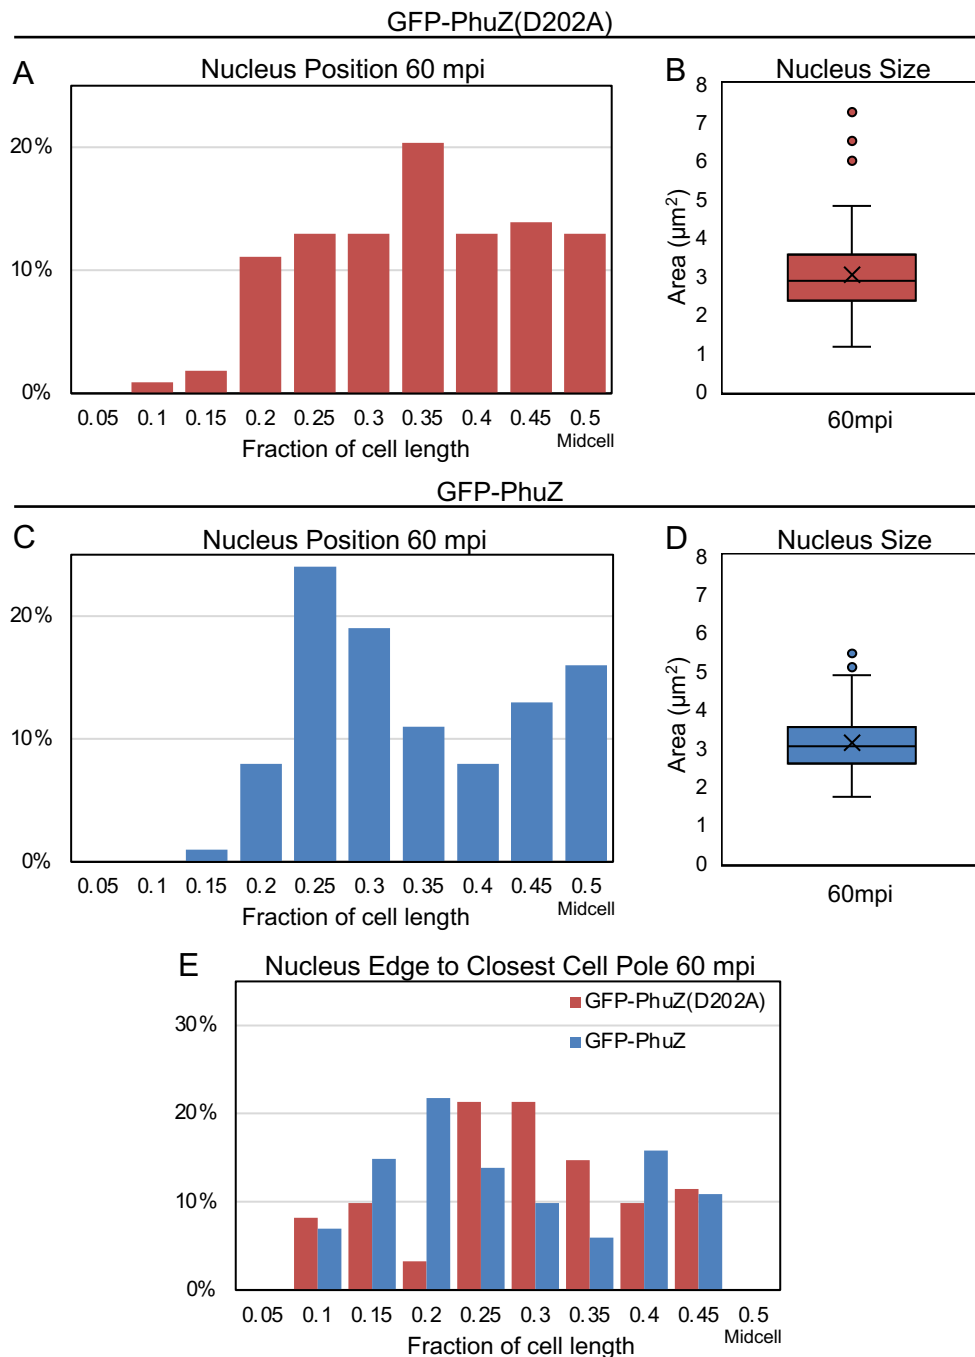 GFP-PhuZ(D202A)
A
Nucleus Position 60 mpi
20%
10%
0%
0.05 0.1 0.15 0.2 0.25 0.3 0.35 0.4 0.45 0.5
Midcell
Fraction of cell length
B
Nucleus Size
Area (µm²)
8
7
6
5
4
3
2
1
0
60mpi
GFP-PhuZ
C
Nucleus Position 60 mpi
20%
10%
0%
0.05 0.1 0.15 0.2 0.25 0.3 0.35 0.4 0.45 0.5
Midcell
Fraction of cell length
D
Nucleus Size
Area (µm²)
8
7
6
5
4
3
2
1
0
60mpi
E
Nucleus Edge to Closest Cell Pole 60 mpi
GFP-PhuZ(D202A)
GFP-PhuZ
30%
20%
10%
0%
0.05 0.1 0.15 0.2 0.25 0.3 0.35 0.4 0.45 0.5
Midcell
Fraction of cell length